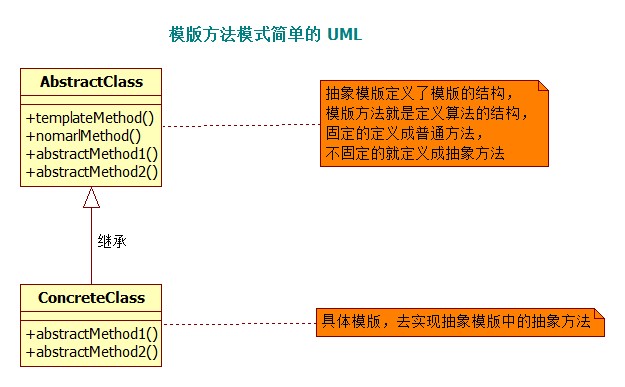 模版方法模式简单的 UML
AbstractClass
+templateMethod()
+nomarlMethod()
+abstractMethod1()
+abstractMethod2()
抽象模版定义了模版的结构，
模版方法就是定义算法的结构，
固定的定义成普通方法，
不固定的就定义成抽象方法
继承
ConcreteClass
+abstractMethod1()
+abstractMethod2()
具体模版，去实现抽象模版中的抽象方法